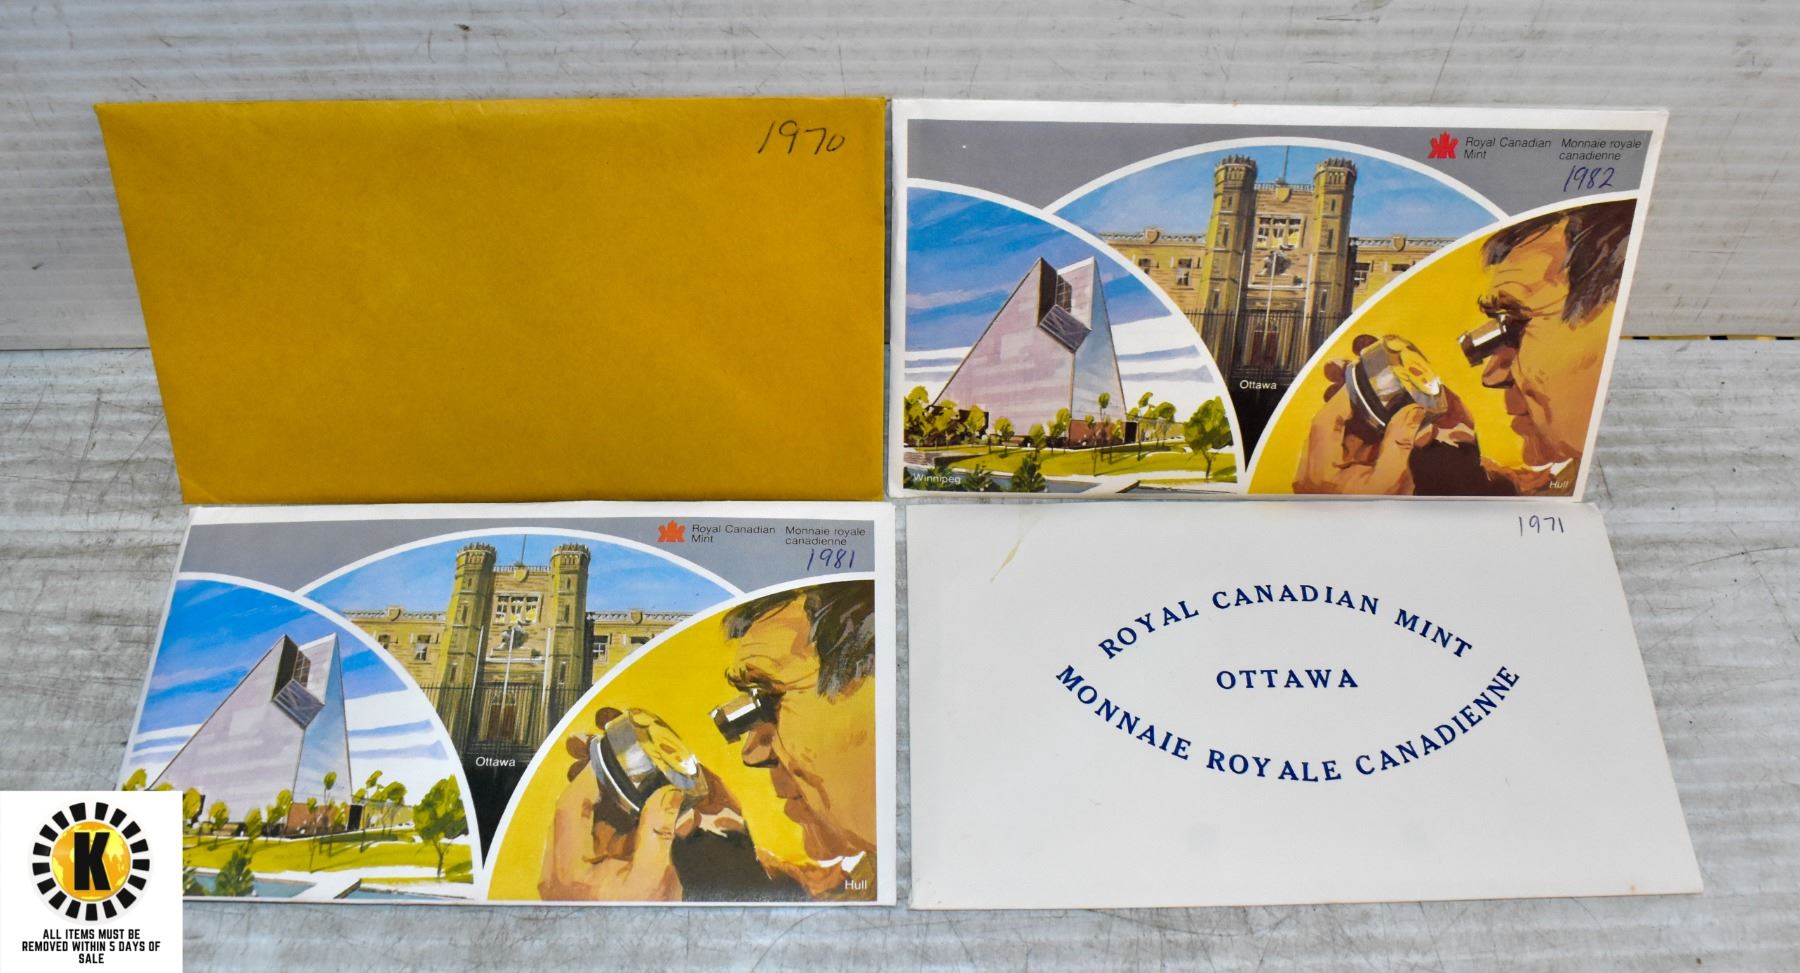 1970
Royal Canadian Mint
Monnaie royale canadienne
1982
Ottawa
Winnipeg
Hull
Royal Canadian Mint
Monnaie royale canadienne
1981
Ottawa
Hull
1971
ROYAL CANADIAN MINT
OTTAWA
MONNAIE ROYALE CANADIENNE
K
ALL ITEMS MUST BE
REMOVED WITHIN 5 DAYS OF
SALE